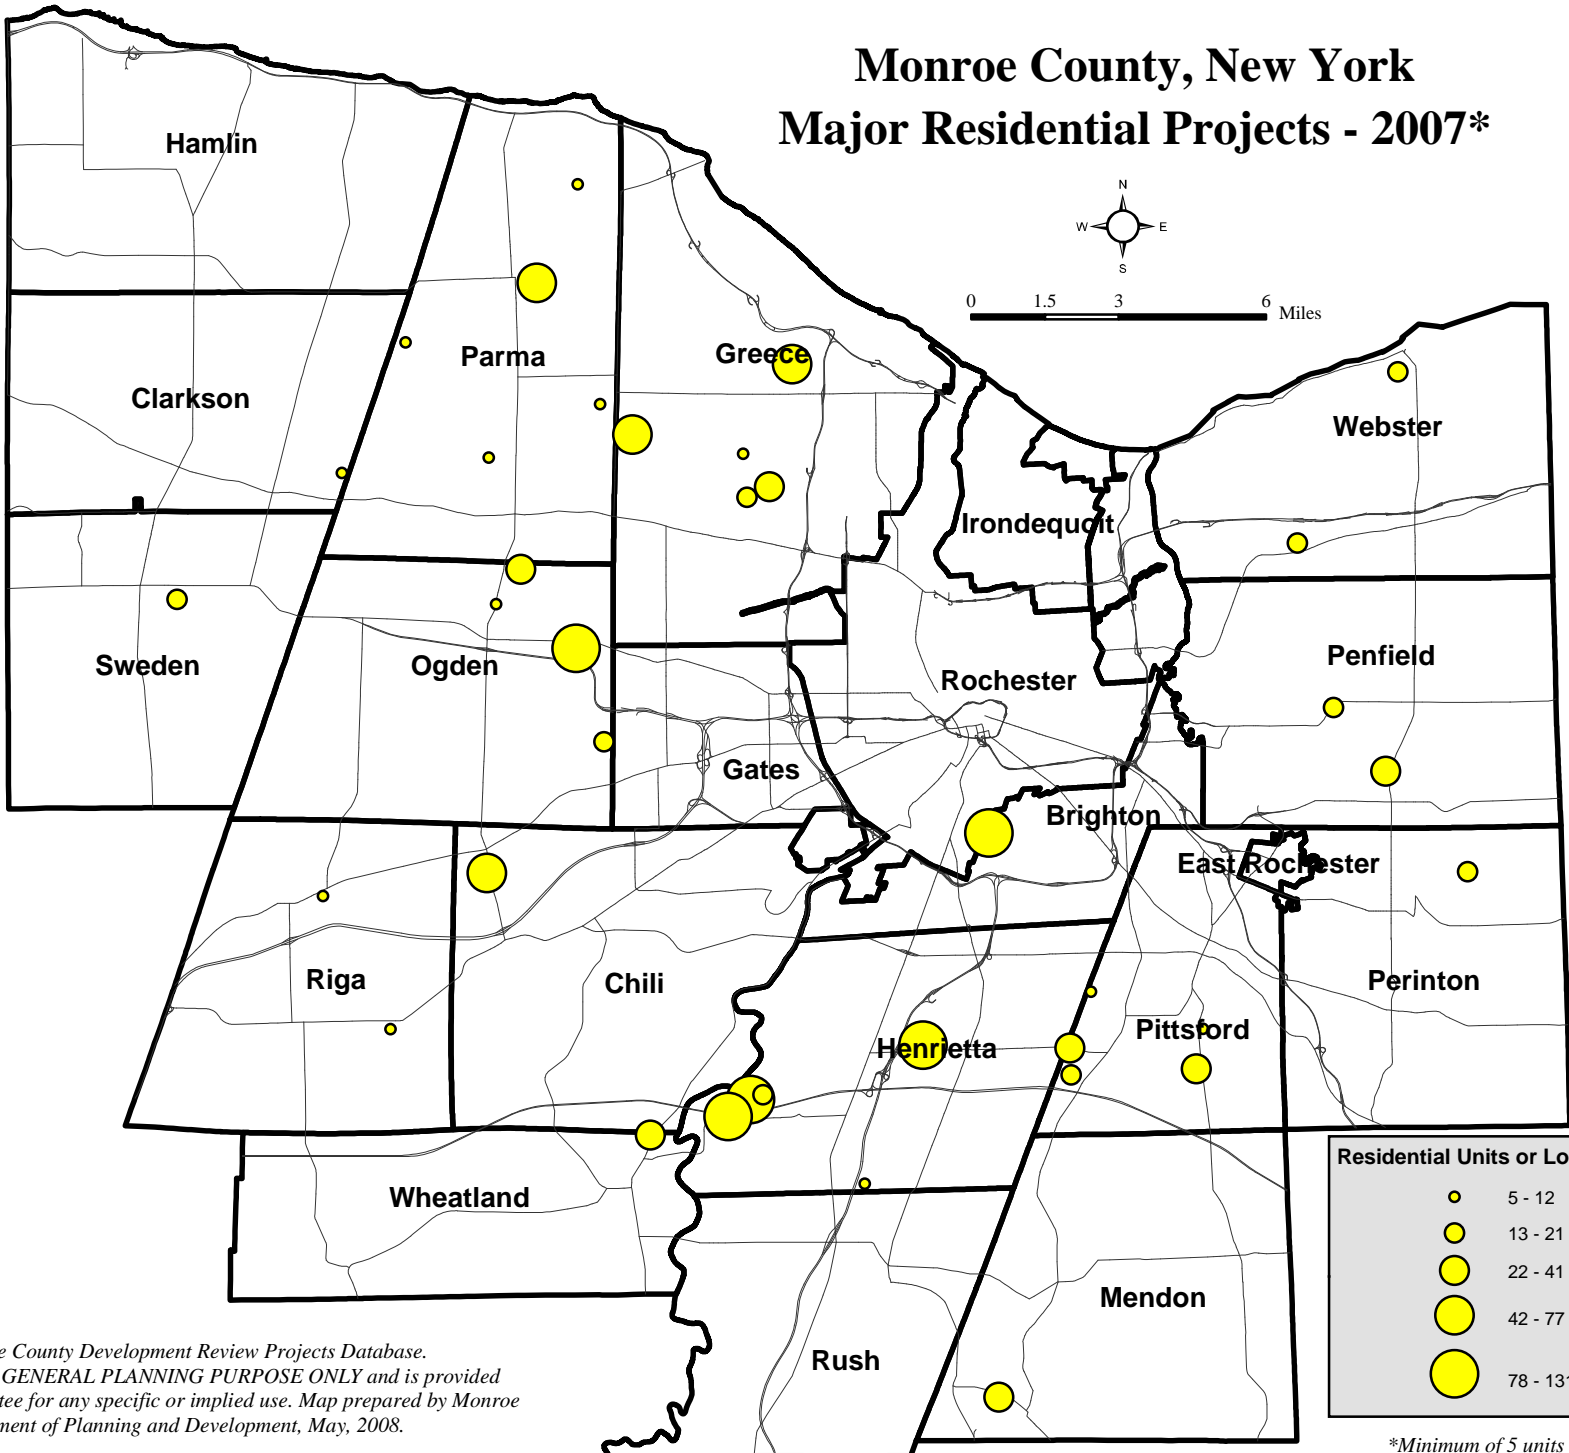 Monroe County, New York
Major Residential Projects - 2007*
N
W E
S
0 1.5 3 6 Miles
Hamlin
Parma
Greece
Clarkson
Webster
Irondequoit
Sweden
Ogden
Rochester
Penfield
Gates
Brighton
East Rochester
Riga
Chili
Perinton
Henrietta
Pittsford
Wheatland
Mendon
Rush
Residential Units or
5 - 12
13 - 21
22 - 41
42 - 77
78 - 131
County Development Review Projects Database.
GENERAL PLANNING PURPOSE ONLY and is provided
for any specific or implied use. Map prepared by Monroe
of Planning and Development, May, 2008.
*Minimum of 5 units